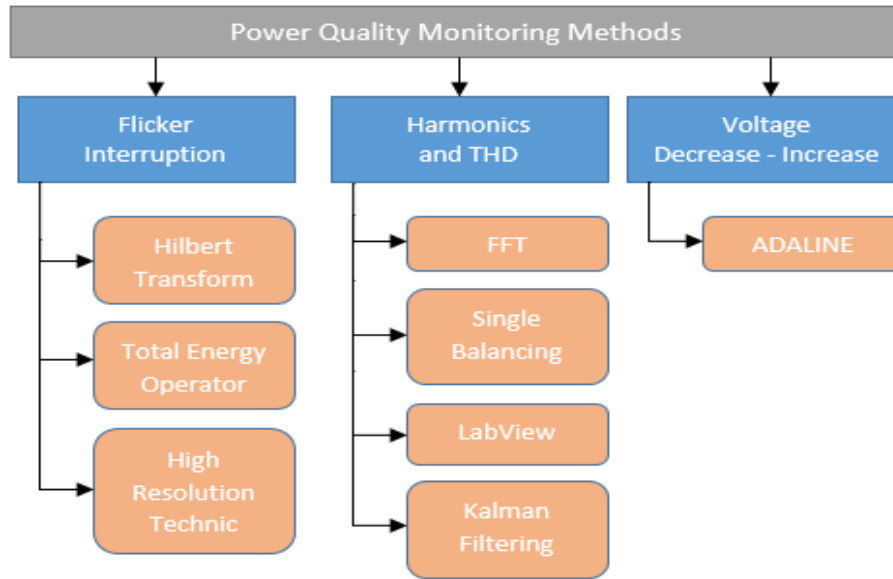 Power Quality Monitoring Methods
Flicker
Interruption
Hilbert
Transform
Total Energy
Operator
High
Resolution
Technic
Harmonics
and THD
FFT
Single
Balancing
LabView
Kalman
Filtering
Voltage
Decrease - Increase
ADALINE